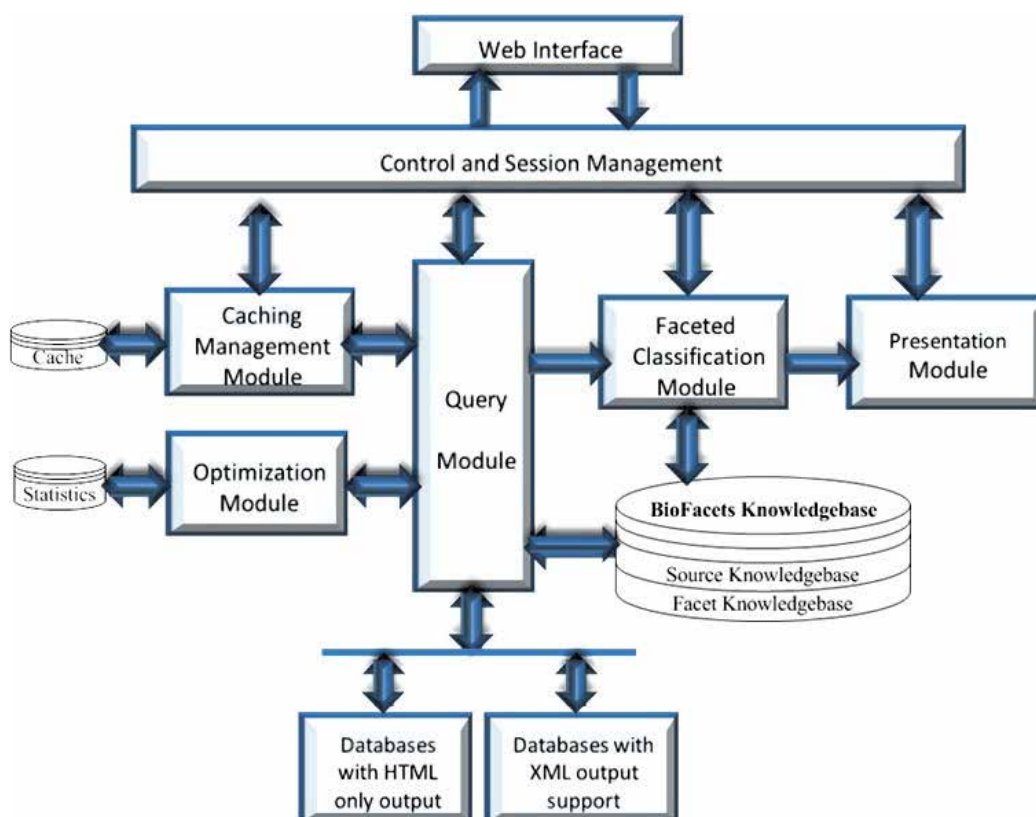 Web Interface
Control and Session Management
Caching
Management
Module
Cache
Query
Module
Faceted
Classification
Module
Presentation
Module
Optimization
Module
Statistics
BioFacets Knowledgebase
Source Knowledgebase
Facet Knowledgebase
Databases
with HTML
only output
Databases with
XML output
support